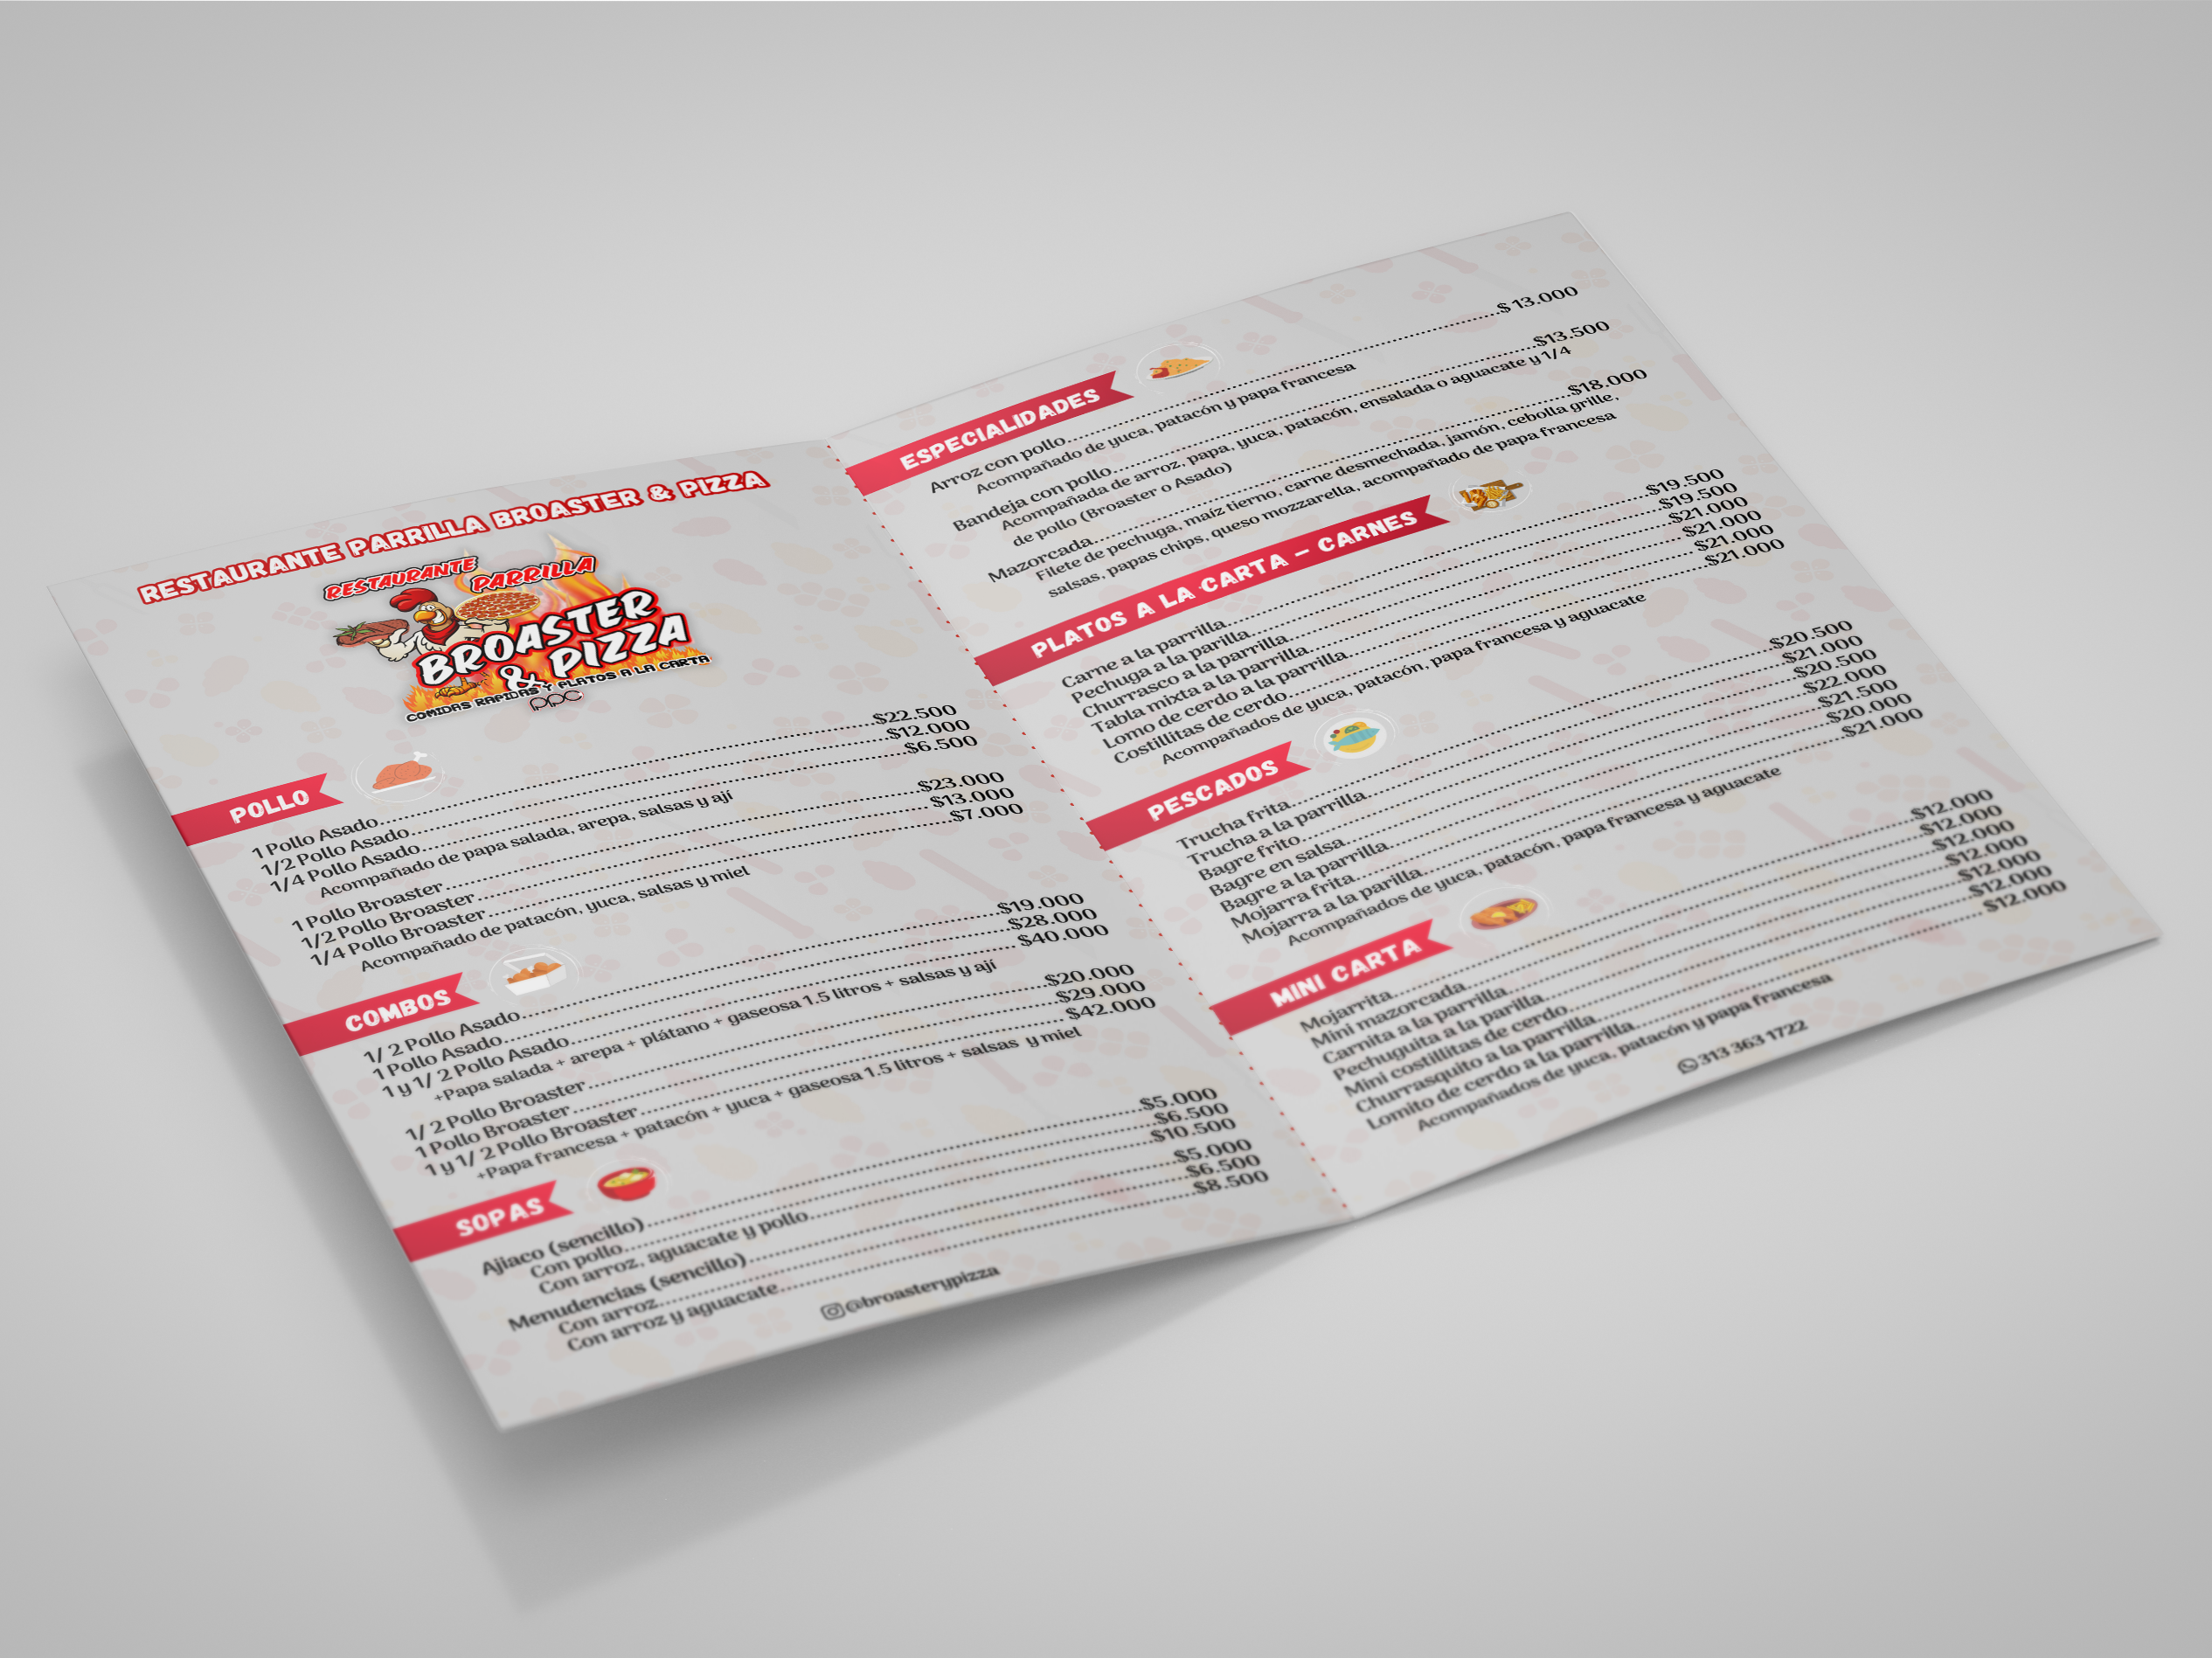 RESTAURANTE PARRILLA BROASTER & PIZZA
RESTAURANTE PARRILLA
BROASTER
& PIZZA
COMIDAS RAPIDAS Y PLATOS A LA CARTA
PPC
POLLO
1 Pollo Asado...$22.500
1/2 Pollo Asado...$12.000
1/4 Pollo Asado...$6.500
Acompañado de papa salada, arepa, salsas y ají
1 Pollo Broaster...$23.000
1/2 Pollo Broaster...$13.000
1/4 Pollo Broaster...$7.000
Acompañado de patacón, yuca, salsas y miel
COMBOS
1/ 2 Pollo Asado...$19.000
1 Pollo Asado...$28.000
1 y 1/ 2 Pollo Asado...$40.000
+Papa salada + arepa + plátano + gaseosa 1.5 litros + salsas y ají
1/ 2 Pollo Broaster...$20.000
1 Pollo Broaster...$29.000
1 y 1/ 2 Pollo Broaster...$42.000
+Papa francesa + patacón + yuca + gaseosa 1.5 litros + salsas y miel
SOPAS
Ajiaco (sencillo)...$5.000
Con pollo...$6.500
Con arroz, aguacate y pollo...$10.500
Menudencias (sencillo)...$5.000
Con arroz...$6.500
Con arroz y aguacate...$8.500
@broasterypizza
ESPECIALIDADES
Arroz con pollo...$ 13.000
Acompañado de yuca, patacón y papa francesa
Bandeja con pollo...$13.500
Acompañada de arroz, papa, yuca, patacón, ensalada o aguacate y 1/4
de pollo (Broaster o Asado)
Mazorcada...$18.000
Filete de pechuga, maíz tierno, carne desmechada, jamón, cebolla grille,
salsas, papas chips, queso mozzarella, acompañado de papa francesa
PLATOS A LA CARTA - CARNES
Carne a la parrilla...$19.500
Pechuga a la parrilla...$19.500
Churrasco a la parrilla...$21.000
Tabla mixta a la parrilla...$21.000
Lomo de cerdo a la parrilla...$21.000
Costillitas de cerdo...$21.000
Acompañados de yuca, patacón, papa francesa y aguacate
PESCADOS
Trucha frita...$20.500
Trucha a la parrilla...$21.000
Bagre frito...$20.500
Bagre en salsa...$22.000
Bagre a la parrilla...$21.500
Mojarra frita...$20.000
Mojarra a la parilla...$21.000
Acompañados de yuca, patacón, papa francesa y aguacate
MINI CARTA
Mojarrita...$12.000
Mini mazorcada...$12.000
Carnita a la parrilla...$12.000
Pechuguita a la parrilla...$12.000
Mini costillitas de cerdo...$12.000
Churrasquito a la parrilla...$12.000
Lomito de cerdo a la parrilla...$12.000
Acompañados de yuca, patacón y papa francesa
313 363 1722